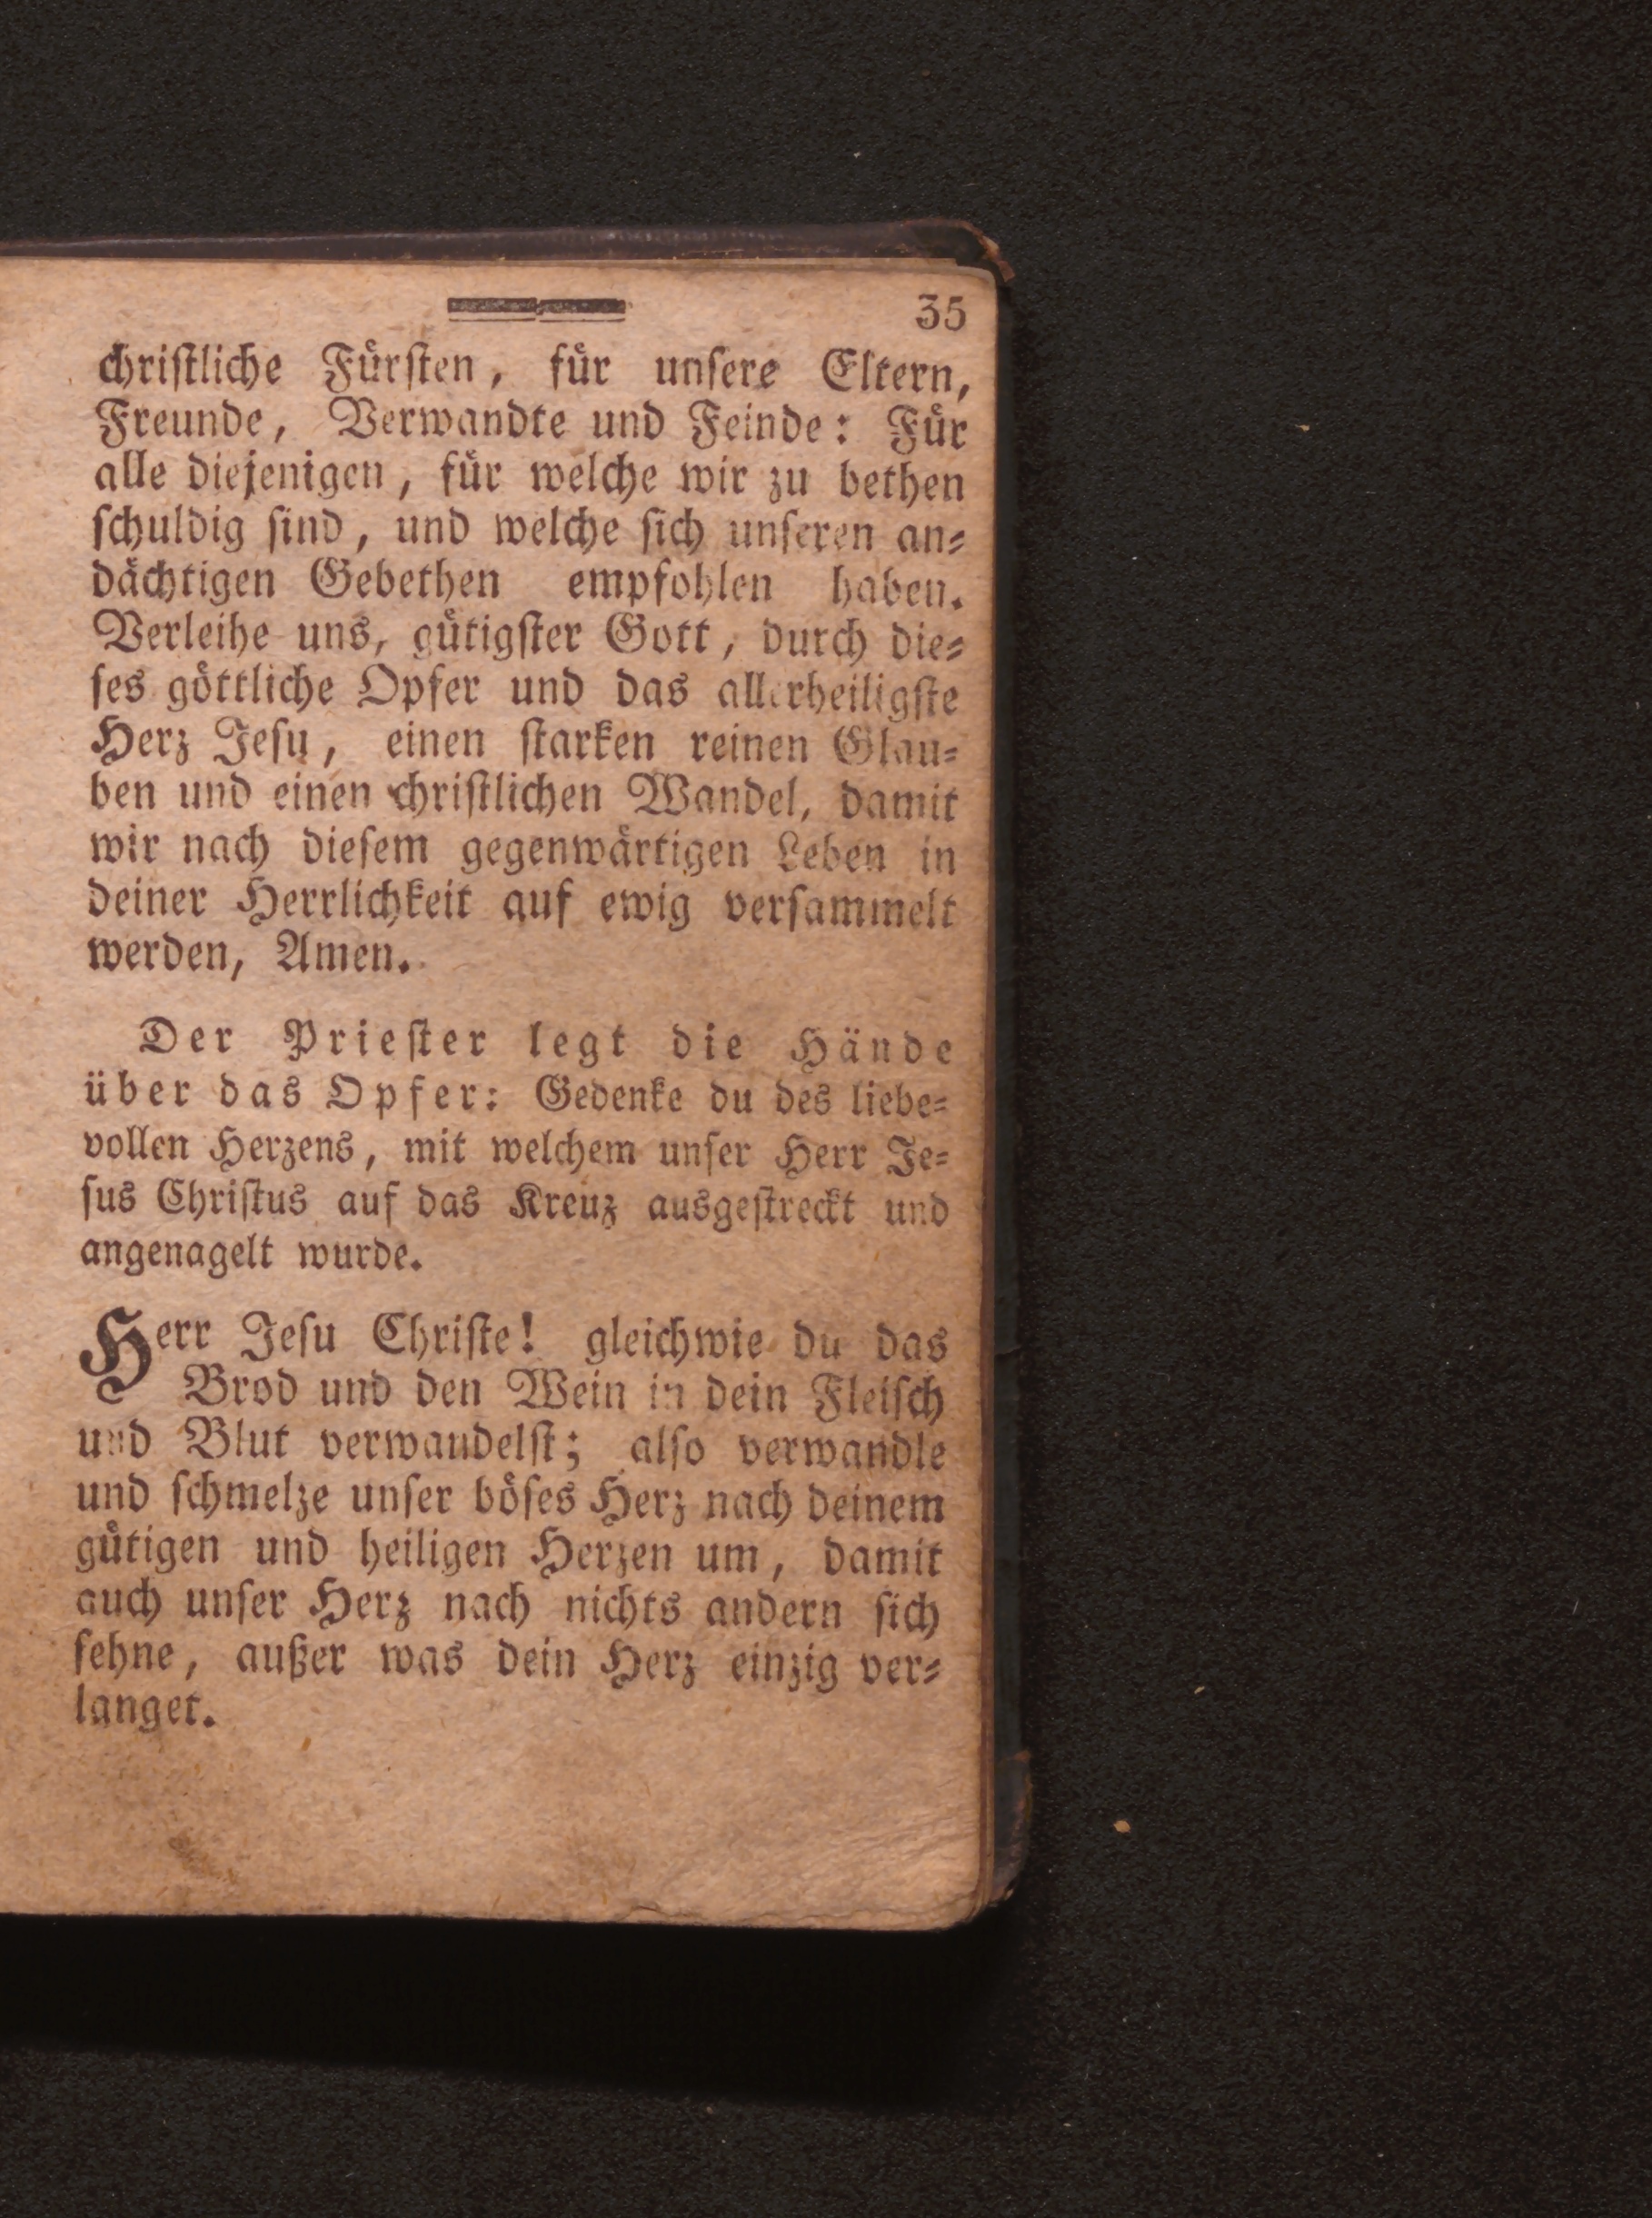 35
chriſtliche Fürſten, für unſere Eltern,
Freunde, Verwandte und Feinde: Für
alle diejenigen, für welche wir zu bethen
ſchuldig ſind, und welche ſich unſeren an⸗
dächtigen Gebethen empfohlen haben.
Verleihe uns, gütigſter Gott, durch die⸗
ſes göttliche Opfer und das allerheiligſte
Herz Jeſu, einen ſtarken reinen Glau⸗
ben und einen chriſtlichen Wandel, damit
wir nach dieſem gegenwärtigen Leben in
deiner Herrlichkeit auf ewig verſammelt
werden, Amen.
Der Prieſter legt die Hände
über das Opfer: Gedenke du des liebe⸗
vollen Herzens, mit welchem unſer Herr Je⸗
ſus Chriſtus auf das Kreuz ausgeſtreckt und
angenagelt wurde.
Herr Jeſu Chriſte! gleichwie du das
Brod und den Wein in dein Fleiſch
und Blut verwandelſt; alſo verwandle
und ſchmelze unſer böſes Herz nach deinem
gütigen und heiligen Herzen um, damit
auch unſer Herz nach nichts andern ſich
ſehne, außer was dein Herz einzig ver⸗
langet.